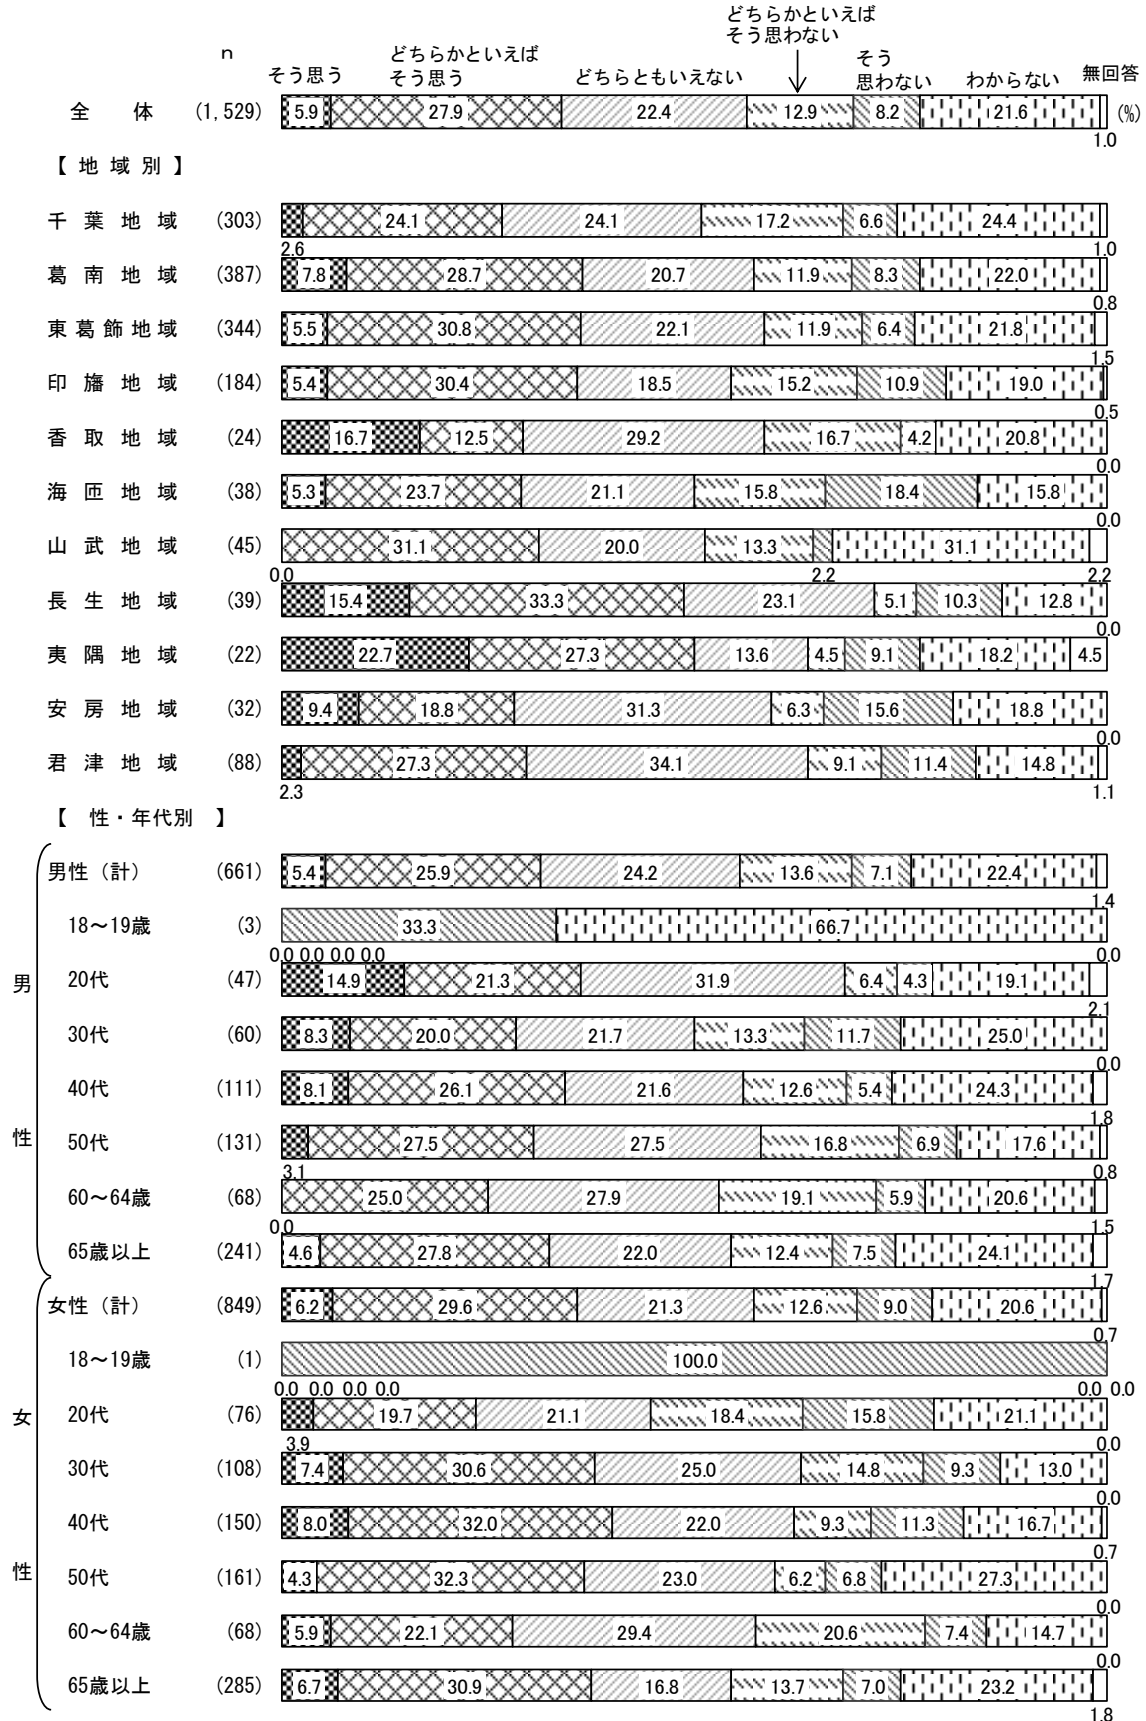 どちらかといえば
そう思わない
n
そう思う
どちらかといえば
そう思う
どちらともいえない
そう
思わない
わからない
無回答
全体 (1,529) 5.9 27.9 22.4 12.9 8.2 21.6 (%)
1.0
【地域別】
千葉地域 (303) 24.1 24.1 17.2 6.6 24.4
2.6 1.0
葛南地域 (387) 7.8 28.7 20.7 11.9 8.3 22.0
0.8
東葛飾地域 (344) 5.5 30.8 22.1 11.9 6.4 21.8
1.5
印旛地域 (184) 5.4 30.4 18.5 15.2 10.9 19.0
0.5
香取地域 (24) 16.7 12.5 29.2 16.7 4.2 20.8
0.0
海匝地域 (38) 5.3 23.7 21.1 15.8 18.4 15.8
0.0
山武地域 (45) 31.1 20.0 13.3 31.1
0.0 2.2 2.2
長生地域 (39) 15.4 33.3 23.1 5.1 10.3 12.8
0.0
夷隅地域 (22) 22.7 27.3 13.6 4.5 9.1 18.2 4.5
安房地域 (32) 9.4 18.8 31.3 6.3 15.6 18.8
0.0
君津地域 (88) 27.3 34.1 9.1 11.4 14.8
2.3 1.1
【 性・年代別 】
男性
男性（計） (661) 5.4 25.9 24.2 13.6 7.1 22.4
1.4
18～19歳 (3) 33.3 66.7
0.0 0.0 0.0 0.0 0.0
20代 (47) 14.9 21.3 31.9 6.4 4.3 19.1
2.1
30代 (60) 8.3 20.0 21.7 13.3 11.7 25.0
0.0
40代 (111) 8.1 26.1 21.6 12.6 5.4 24.3
1.8
50代 (131) 27.5 27.5 16.8 6.9 17.6
3.1 0.8
60～64歳 (68) 25.0 27.9 19.1 5.9 20.6
0.0 1.5
65歳以上 (241) 4.6 27.8 22.0 12.4 7.5 24.1
1.7
女性
女性（計） (849) 6.2 29.6 21.3 12.6 9.0 20.6
0.7
18～19歳 (1) 100.0
0.0 0.0 0.0 0.0 0.0 0.0
20代 (76) 19.7 21.1 18.4 15.8 21.1
3.9 0.0
30代 (108) 7.4 30.6 25.0 14.8 9.3 13.0
0.0
40代 (150) 8.0 32.0 22.0 9.3 11.3 16.7
0.7
50代 (161) 4.3 32.3 23.0 6.2 6.8 27.3
0.0
60～64歳 (68) 5.9 22.1 29.4 20.6 7.4 14.7
0.0
65歳以上 (285) 6.7 30.9 16.8 13.7 7.0 23.2
1.8